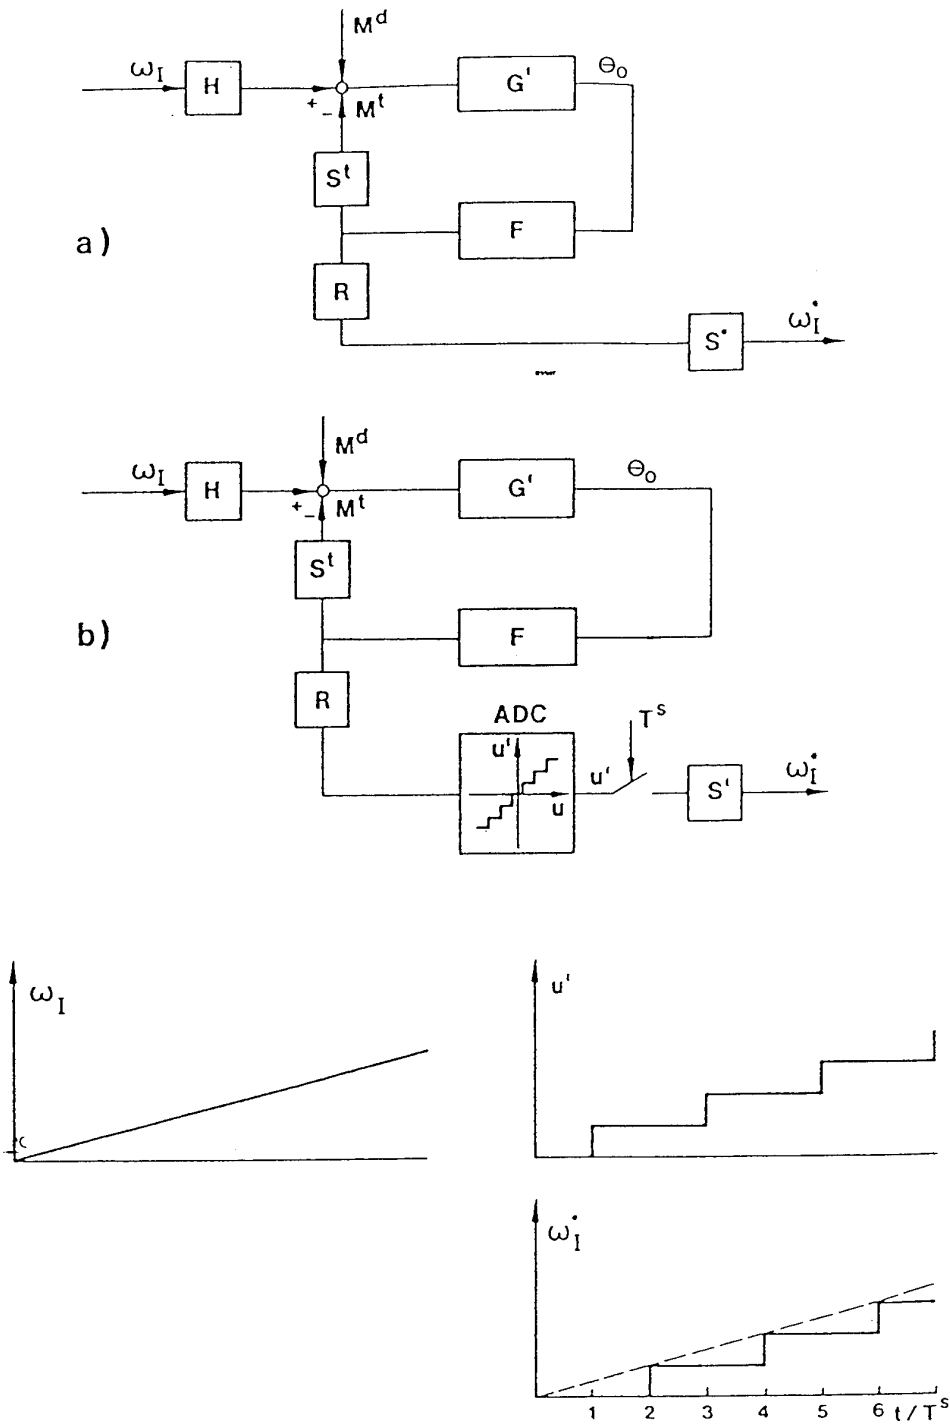 M^d
ω_I
H
+
-
M^t
G'
Θ_o
S^t
F
a)
R
S^•
ω_I^•
M^d
ω_I
H
+
-
M^t
G'
Θ_o
S^t
F
b)
R
ADC
u'
u
u'
T^s
S'
ω_I^•
ω_I
u'
ω_I^•
1 2 3 4 5 6 t/T^s